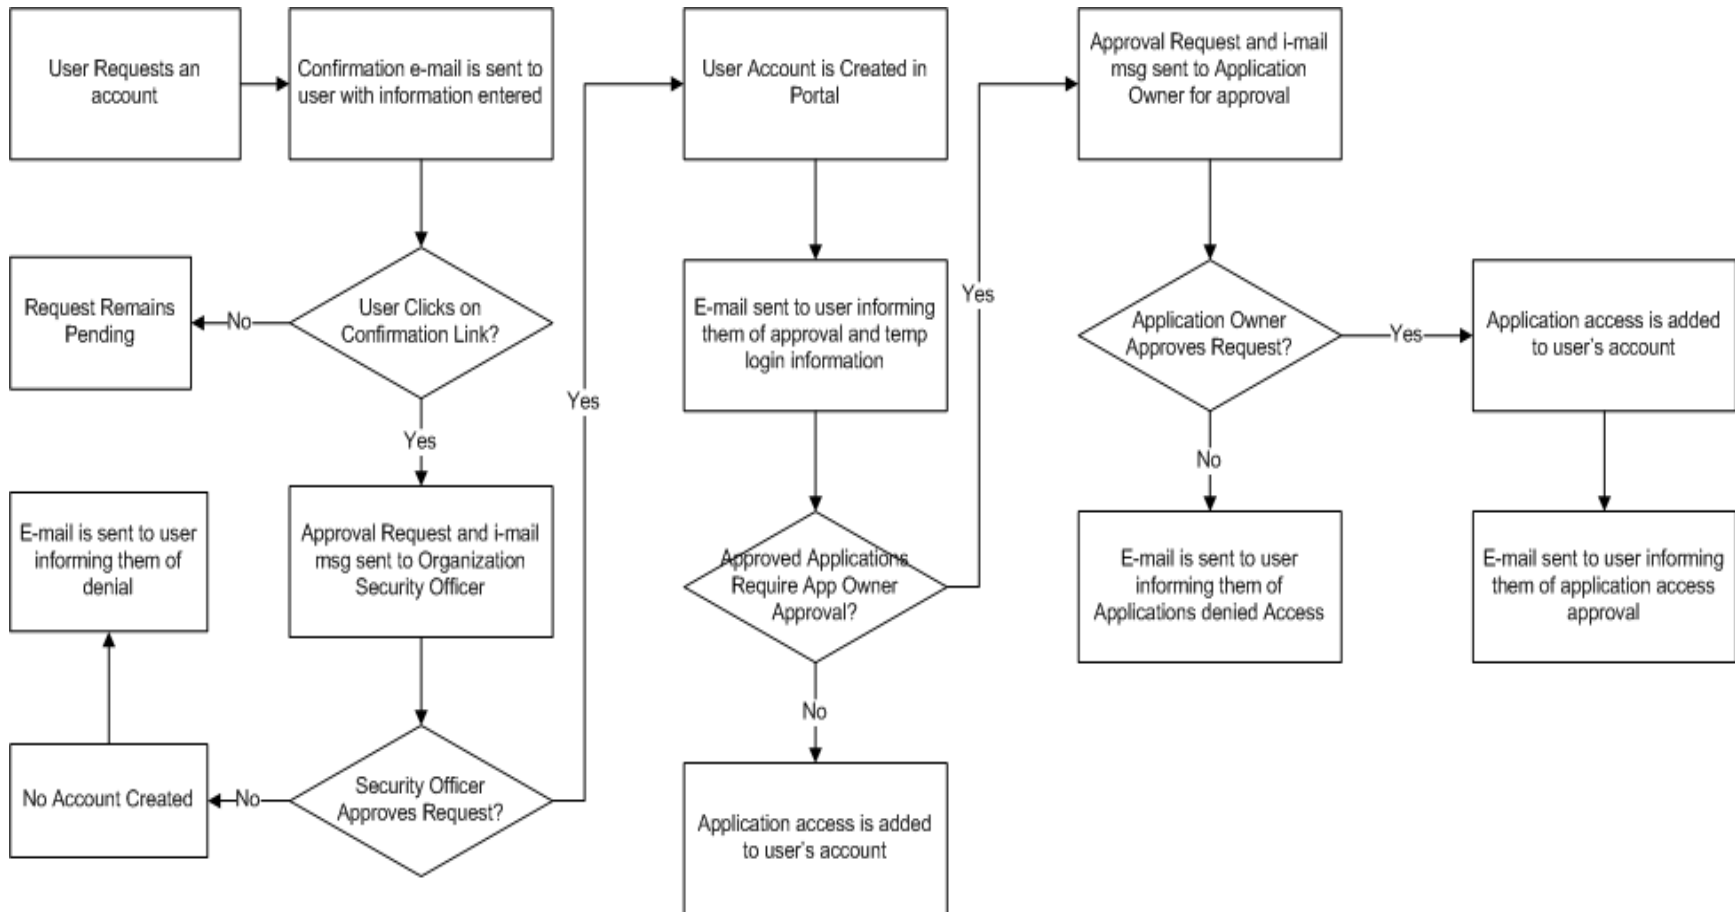 User Requests an
account
Confirmation e-mail is sent to
user with information entered
User Clicks on
Confirmation Link?
No
Request Remains
Pending
Yes
Approval Request and i-mail
msg sent to Organization
Security Officer
Security Officer
Approves Request?
No
No Account Created
E-mail is sent to user
informing them of
denial
Yes
User Account is Created in
Portal
E-mail sent to user informing
them of approval and temp
login information
Approved Applications
Require App Owner
Approval?
No
Application access is added
to user's account
Yes
Approval Request and i-mail
msg sent to Application
Owner for approval
Application Owner
Approves Request?
No
E-mail is sent to user
informing them of
Applications denied Access
Yes
Application access is added
to user's account
E-mail sent to user informing
them of application access
approval